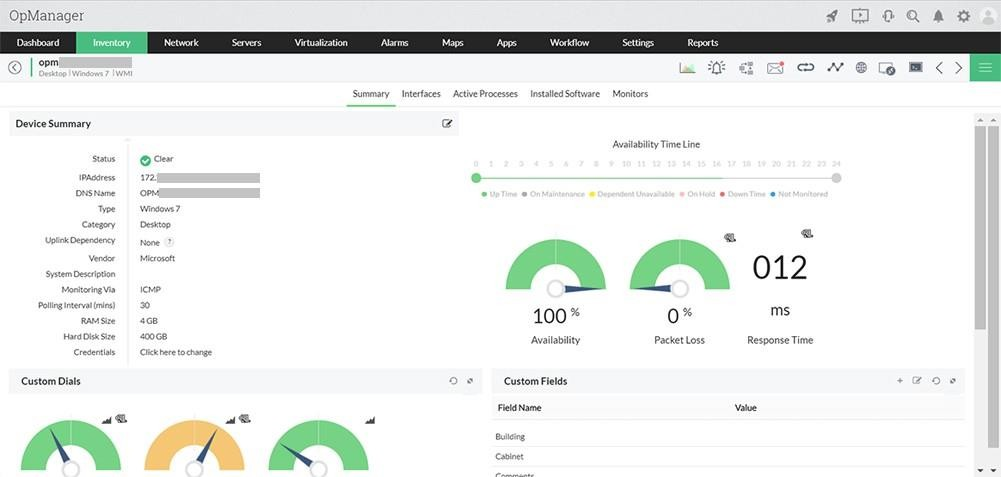 OpManager
Dashboard Inventory Network Servers Virtualization Alarms Maps Apps Workflow Settings Reports
opm
Desktop | Windows 7 | WMI
Summary Interfaces Active Processes Installed Software Monitors
Device Summary
Status Clear
IPAddress 172.
DNS Name OPM
Type Windows 7
Category Desktop
Uplink Dependency None ?
Vendor Microsoft
System Description
Monitoring Via ICMP
Polling Interval (mins) 30
RAM Size 4 GB
Hard Disk Size 400 GB
Credentials Click here to change
Availability Time Line
0 1 2 3 4 5 6 7 8 9 10 11 12 13 14 15 16 17 18 19 20 21 22 23 24
Up Time On Maintenance Dependent Unavailable On Hold Down Time Not Monitored
100 % 0 % 012
ms
Availability Packet Loss Response Time
Custom Dials
Custom Fields
Field Name Value
Building
Cabinet
Comments